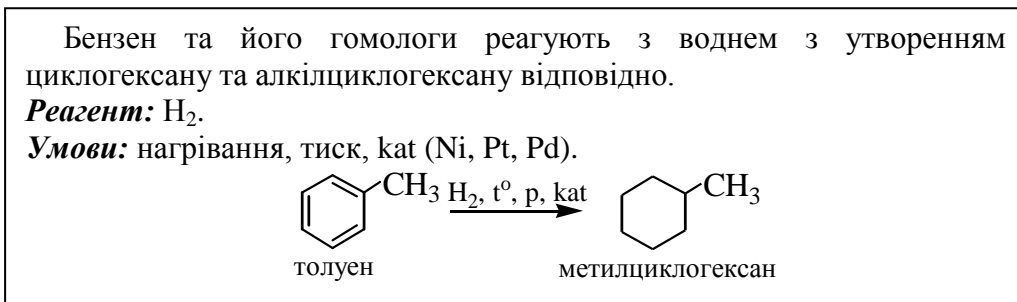 Бензен та його гомологи реагують з воднем з утворенням
циклогексану та алкілциклогексану відповідно.
Реагент: H₂.
Умови: нагрівання, тиск, kat (Ni, Pt, Pd).
CH₃ H₂, tᵒ, p, kat CH₃
толуен метилциклогексан